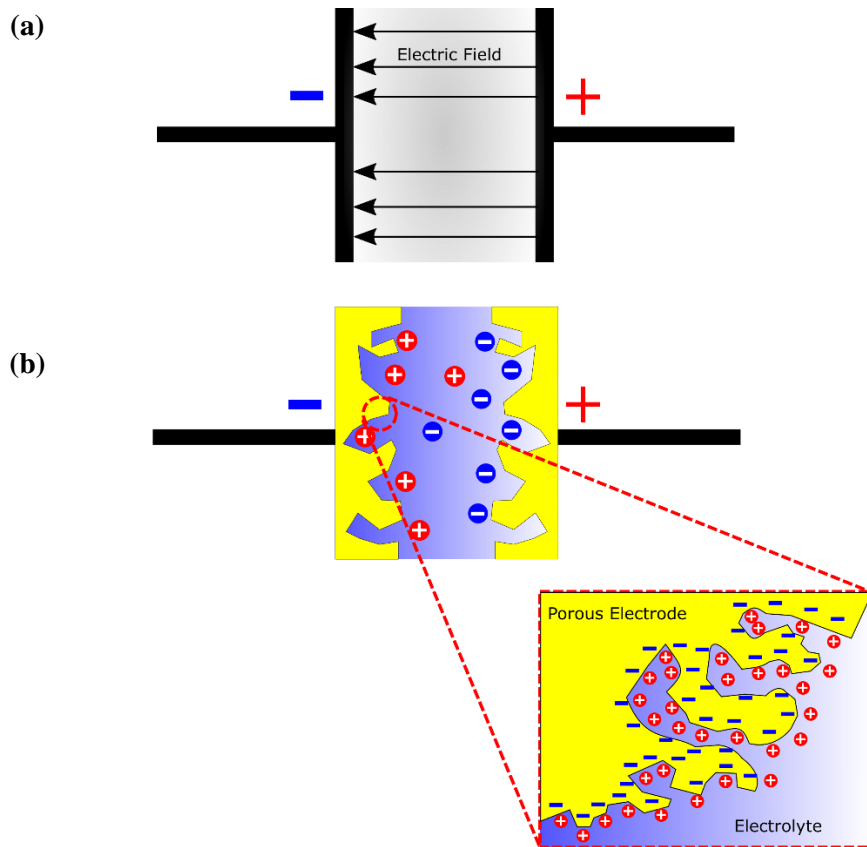 (a)
Electric Field
− +
(b)
− +
Porous Electrode
Electrolyte